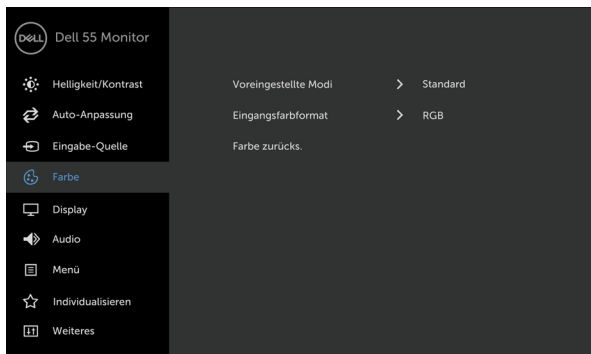 DELL Dell 55 Monitor
Helligkeit/Kontrast
Voreingestellte Modi Standard
Auto-Anpassung
Eingangsfarbformat RGB
Eingabe-Quelle
Farbe zurücks.
Farbe
Display
Audio
Menü
Individualisieren
Weiteres